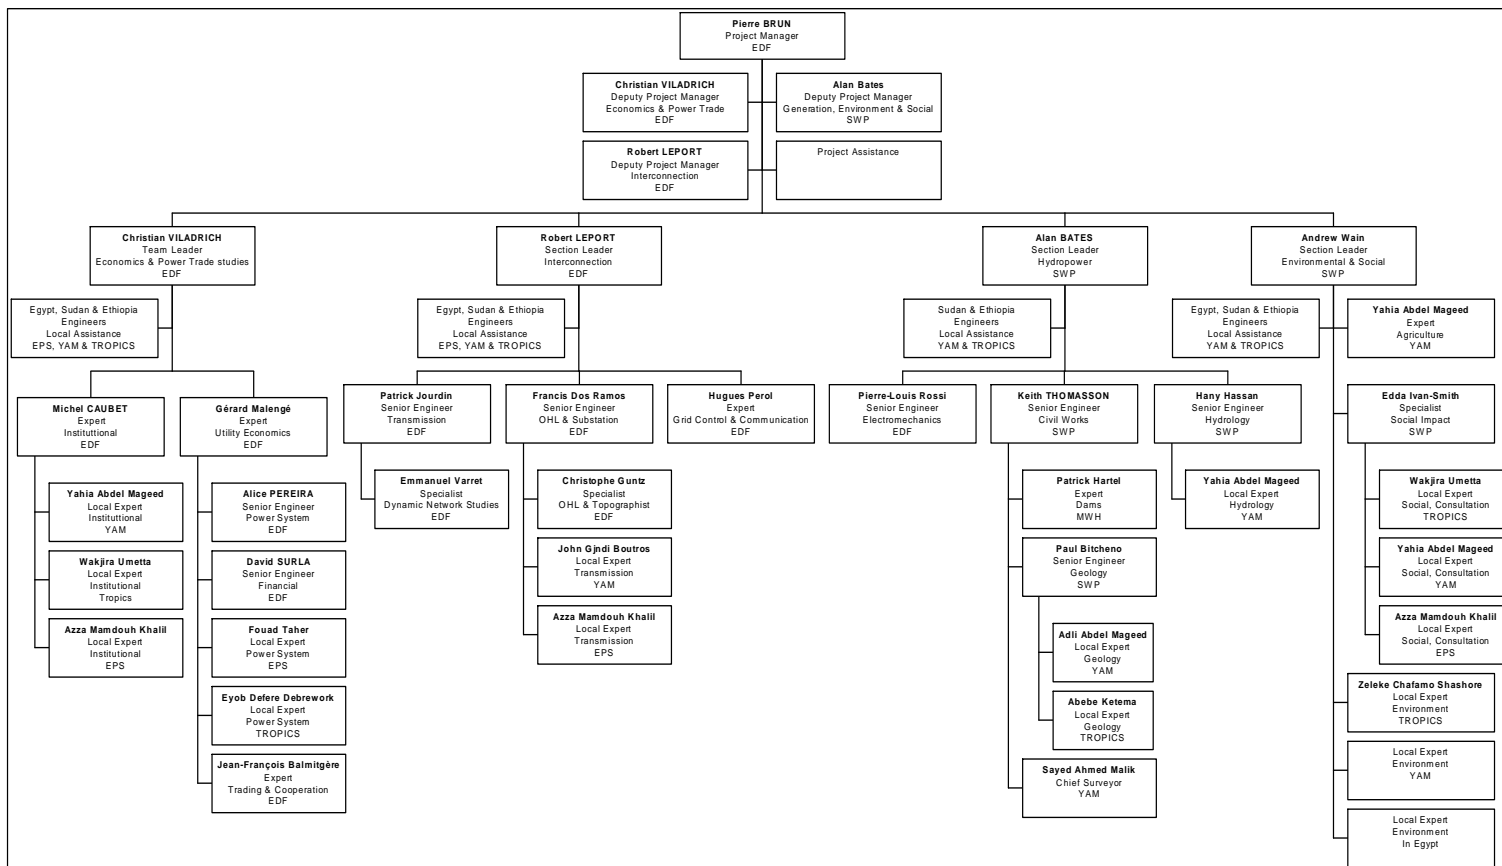 Pierre BRUN
Project Manager
EDF
Christian VILADRICH
Deputy Project Manager
Economics & Power Trade
EDF
Alan Bates
Deputy Project Manager
Generation, Environment & Social
SWP
Robert LEPORT
Deputy Project Manager
Interconnection
EDF
Project Assistance
Christian VILADRICH
Team Leader
Economics & Power Trade studies
EDF
Robert LEPORT
Section Leader
Interconnection
EDF
Alan BATES
Section Leader
Hydropower
SWP
Andrew Wain
Section Leader
Environmental & Social
SWP
Egypt, Sudan & Ethiopia
Engineers
Local Assistance
EPS, YAM & TROPICS
Egypt, Sudan & Ethiopia
Engineers
Local Assistance
EPS, YAM & TROPICS
Sudan & Ethiopia
Engineers
Local Assistance
YAM & TROPICS
Egypt, Sudan & Ethiopia
Engineers
Local Assistance
YAM & TROPICS
Yahia Abdel Mageed
Expert
Agriculture
YAM
Michel CAUBET
Expert
Instituttional
EDF
Gérard Malengé
Expert
Utility Economics
EDF
Patrick Jourdin
Senior Engineer
Transmission
EDF
Francis Dos Ramos
Senior Engineer
OHL & Substation
EDF
Hugues Perol
Expert
Grid Control & Communication
EDF
Pierre-Louis Rossi
Senior Engineer
Electromechanics
EDF
Keith THOMASSON
Senior Engineer
Civil Works
SWP
Hany Hassan
Senior Engineer
Hydrology
SWP
Edda Ivan-Smith
Specialist
Social Impact
SWP
Yahia Abdel Mageed
Local Expert
Instituttional
YAM
Wakjira Umetta
Local Expert
Institutional
Tropics
Azza Mamdouh Khalil
Local Expert
Institutional
EPS
Alice PEREIRA
Senior Engineer
Power System
EDF
David SURLA
Senior Engineer
Financial
EDF
Fouad Taher
Local Expert
Power System
EPS
Eyob Defere Debrework
Local Expert
Power System
TROPICS
Jean-François Balmitgère
Expert
Trading & Cooperation
EDF
Emmanuel Varret
Specialist
Dynamic Network Studies
EDF
Christophe Guntz
Specialist
OHL & Topographist
EDF
John Gjndi Boutros
Local Expert
Transmission
YAM
Azza Mamdouh Khalil
Local Expert
Transmission
EPS
Patrick Hartel
Expert
Dams
MWH
Paul Bitcheno
Senior Engineer
Geology
SWP
Adli Abdel Mageed
Local Expert
Geology
YAM
Abebe Ketema
Local Expert
Geology
TROPICS
Sayed Ahmed Malik
Chief Surveyor
YAM
Yahia Abdel Mageed
Local Expert
Hydrology
YAM
Wakjira Umetta
Local Expert
Social, Consultation
TROPICS
Yahia Abdel Mageed
Local Expert
Social, Consultation
YAM
Azza Mamdouh Khalil
Local Expert
Social, Consultation
EPS
Zeleke Chafamo Shashore
Local Expert
Environment
TROPICS
Local Expert
Environment
YAM
Local Expert
Environment
In Egypt